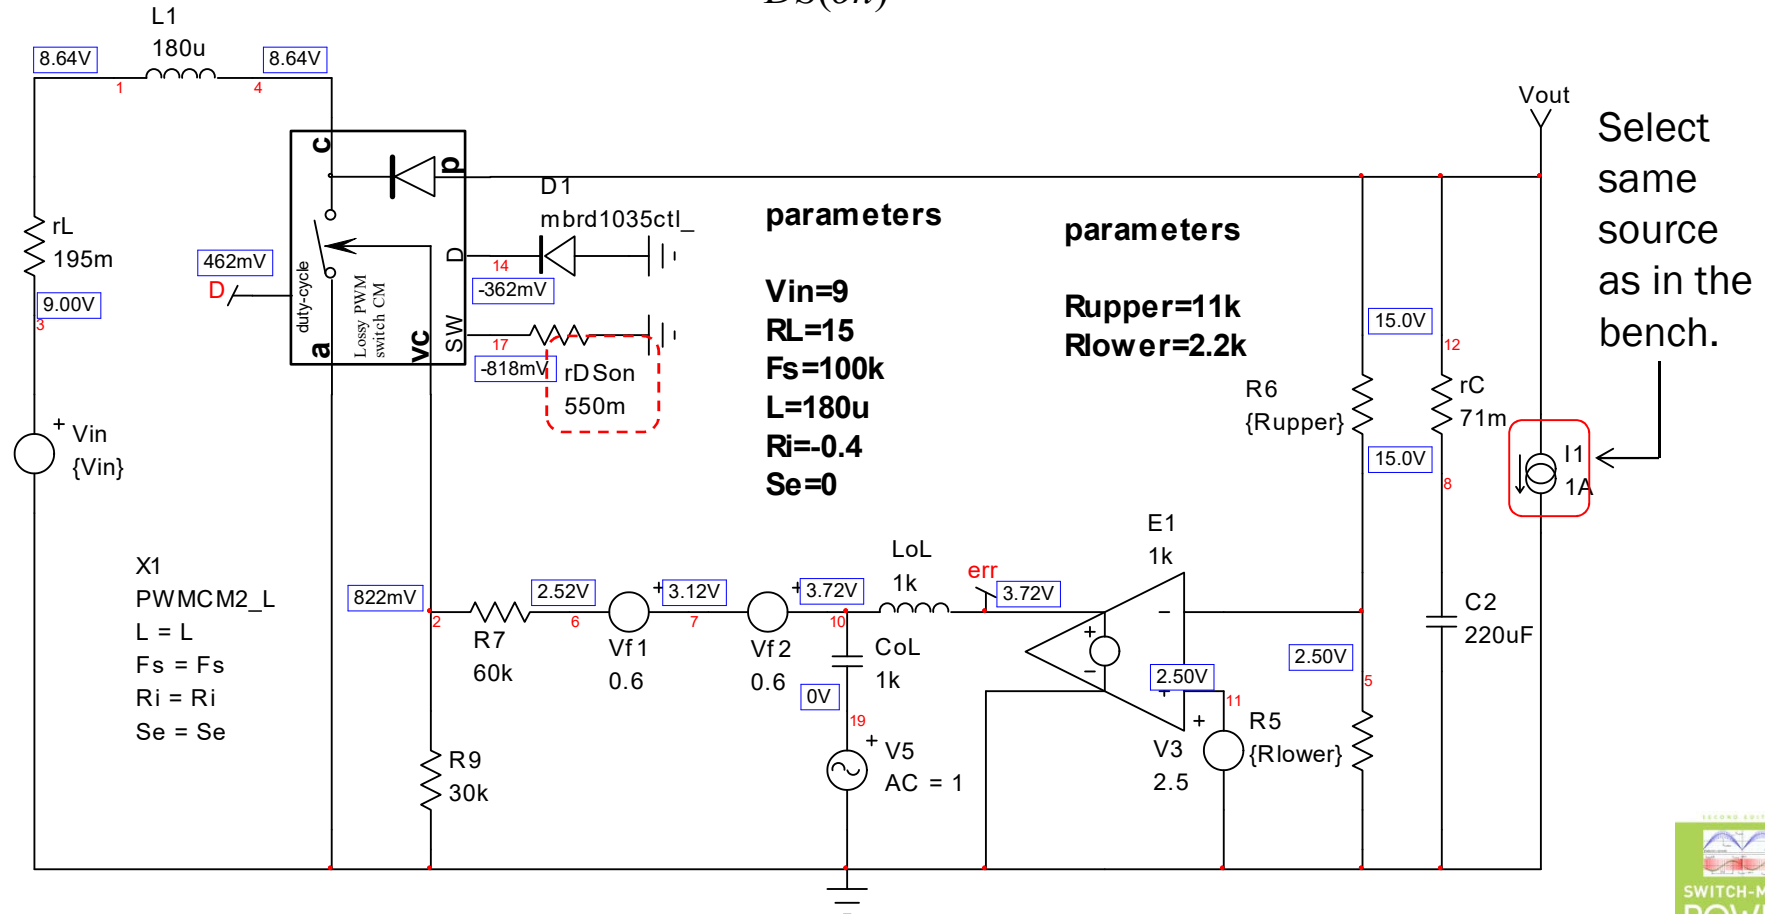 DS(on)
L1
180u
8.64V
8.64V
1
4
Vout
Select
same
source
as in the
bench.
c
p
D1
mbrd1035ctl_
rL
195m
462mV
D
9.00V
3
duty-cycle
Lossy PWM
switch CM
a
vc
D
SW
14
-362mV
17
-818mV
rDSon
550m
parameters
Vin=9
RL=15
Fs=100k
L=180u
Ri=-0.4
Se=0
parameters
Rupper=11k
Rlower=2.2k
15.0V
12
R6
{Rupper}
rC
71m
15.0V
8
I1
1A
+
Vin
{Vin}
X1
PWMCM2_L
L = L
Fs = Fs
Ri = Ri
Se = Se
822mV
2
R7
60k
2.52V
6
+
Vf1
0.6
3.12V
7
+
Vf2
0.6
3.72V
10
LoL
1k
err
3.72V
E1
1k
CoL
1k
0V
19
+
V5
AC = 1
2.50V
11
+
V3
2.5
R5
{Rlower}
2.50V
5
C2
220uF
R9
30k
SECOND EDIT
SWITCH-M
POWE